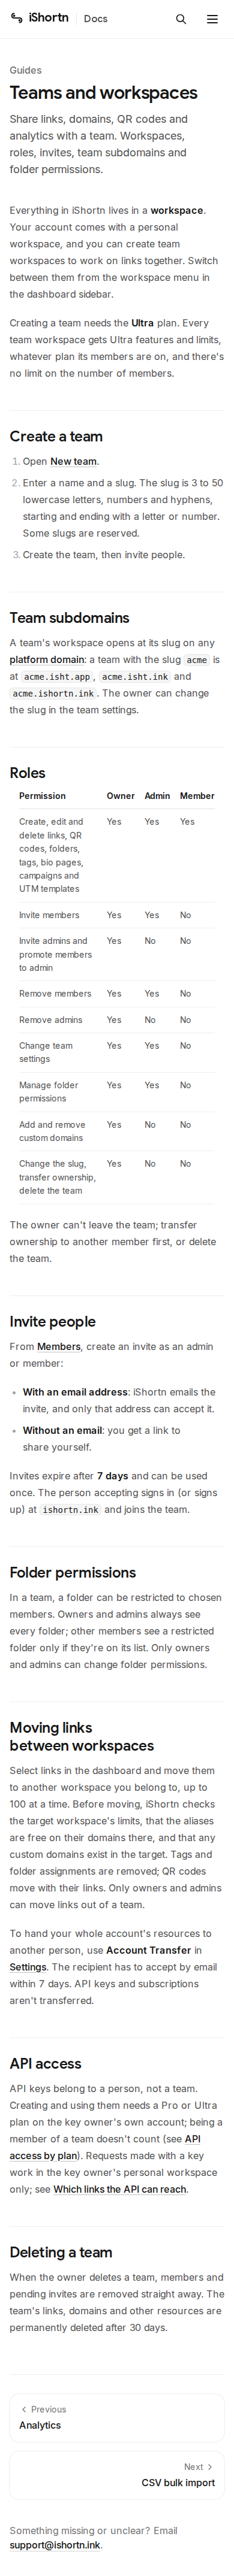 iShortn Docs
Guides
Teams and workspaces
Share links, domains, QR codes and
analytics with a team. Workspaces,
roles, invites, team subdomains and
folder permissions.
Everything in iShortn lives in a workspace.
Your account comes with a personal
workspace, and you can create team
workspaces to work on links together. Switch
between them from the workspace menu in
the dashboard sidebar.
Creating a team needs the Ultra plan. Every
team workspace gets Ultra features and limits,
whatever plan its members are on, and there's
no limit on the number of members.
Create a team
1. Open New team.
2. Enter a name and a slug. The slug is 3 to 50
lowercase letters, numbers and hyphens,
starting and ending with a letter or number.
Some slugs are reserved.
3. Create the team, then invite people.
Team subdomains
A team's workspace opens at its slug on any
platform domain: a team with the slug acme is
at acme.isht.app, acme.isht.ink and
acme.ishortn.ink. The owner can change
the slug in the team settings.
Roles
Permission Owner Admin Member
Create, edit and Yes Yes Yes
delete links, QR
codes, folders,
tags, bio pages,
campaigns and
UTM templates
Invite members Yes Yes No
Invite admins and Yes No No
promote members
to admin
Remove members Yes Yes No
Remove admins Yes No No
Change team Yes Yes No
settings
Manage folder Yes Yes No
permissions
Add and remove Yes No No
custom domains
Change the slug, Yes No No
transfer ownership,
delete the team
The owner can't leave the team; transfer
ownership to another member first, or delete
the team.
Invite people
From Members, create an invite as an admin
or member:
• With an email address: iShortn emails the
invite, and only that address can accept it.
• Without an email: you get a link to
share yourself.
Invites expire after 7 days and can be used
once. The person accepting signs in (or signs
up) at ishortn.ink and joins the team.
Folder permissions
In a team, a folder can be restricted to chosen
members. Owners and admins always see
every folder; other members see a restricted
folder only if they're on its list. Only owners
and admins can change folder permissions.
Moving links
between workspaces
Select links in the dashboard and move them
to another workspace you belong to, up to
100 at a time. Before moving, iShortn checks
the target workspace's limits, that the aliases
are free on their domains there, and that any
custom domains exist in the target. Tags and
folder assignments are removed; QR codes
move with their links. Only owners and admins
can move links out of a team.
To hand your whole account's resources to
another person, use Account Transfer in
Settings. The recipient has to accept by email
within 7 days. API keys and subscriptions
aren't transferred.
API access
API keys belong to a person, not a team.
Creating and using them needs a Pro or Ultra
plan on the key owner's own account; being a
member of a team doesn't count (see API
access by plan). Requests made with a key
work in the key owner's personal workspace
only; see Which links the API can reach.
Deleting a team
When the owner deletes a team, members and
pending invites are removed straight away. The
team's links, domains and other resources are
permanently deleted after 30 days.
Previous
Analytics
Next
CSV bulk import
Something missing or unclear? Email
support@ishortn.ink.